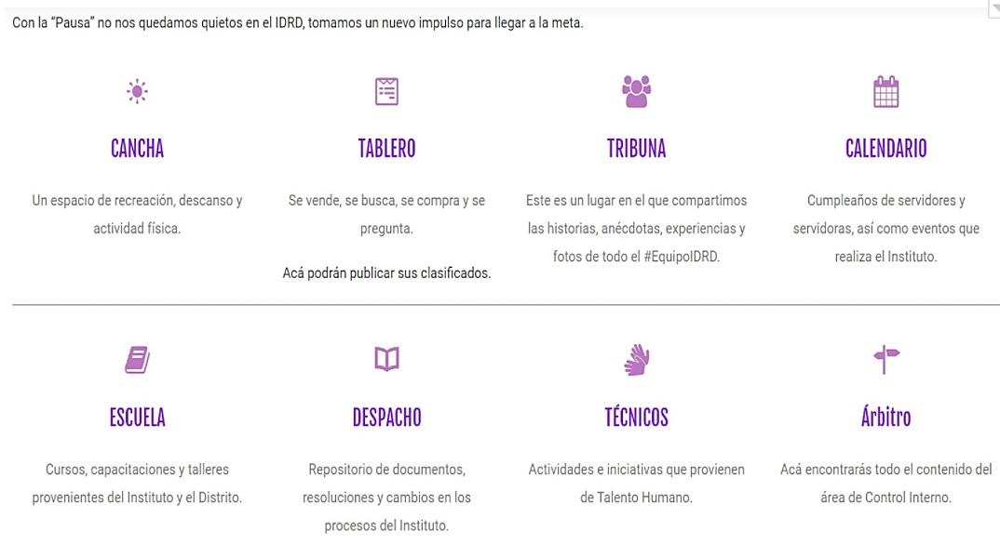 Con la “Pausa” no nos quedamos quietos en el IDRD, tomamos un nuevo impulso para llegar a la meta.
CANCHA
Un espacio de recreación, descanso y
actividad física.
TABLERO
Se vende, se busca, se compra y se
pregunta.
Acá podrán publicar sus clasificados.
TRIBUNA
Este es un lugar en el que compartimos
las historias, anécdotas, experiencias y
fotos de todo el #EquipoIDRD.
CALENDARIO
Cumpleaños de servidores y
servidoras, así como eventos que
realiza el Instituto.
ESCUELA
Cursos, capacitaciones y talleres
provenientes del Instituto y el Distrito.
DESPACHO
Repositorio de documentos,
resoluciones y cambios en los
procesos del Instituto.
TÉCNICOS
Actividades e iniciativas que provienen
de Talento Humano.
Árbitro
Acá encontrarás todo el contenido del
área de Control Interno.